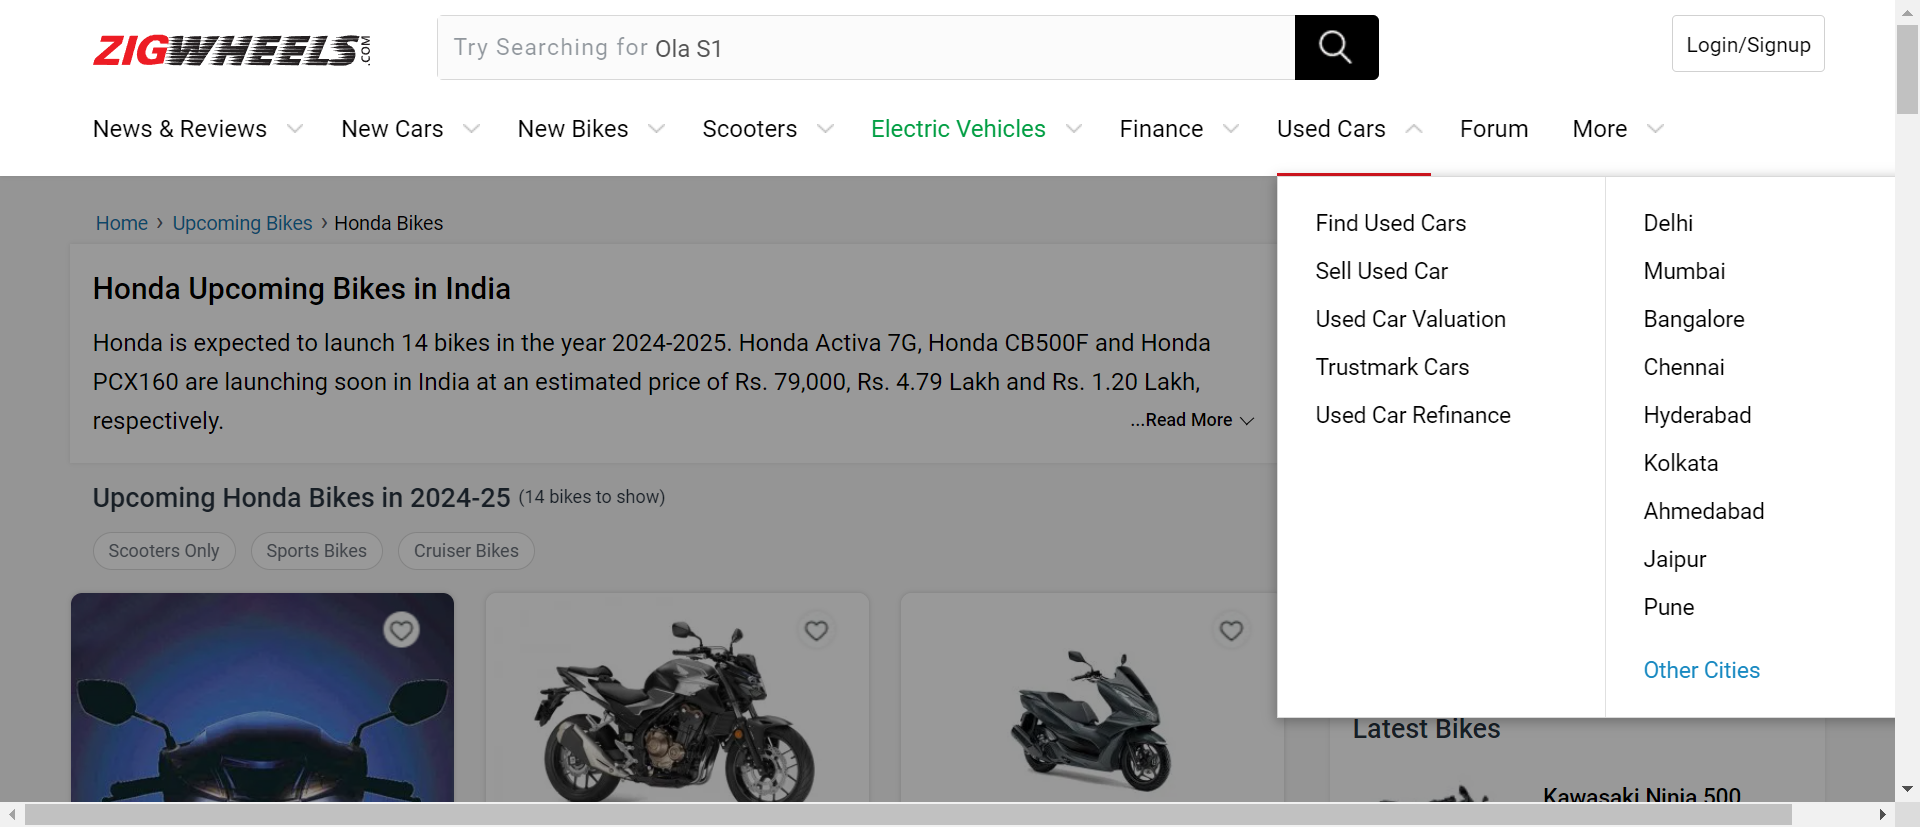 ZIGWHEELS.COM
Try Searching for Ola S1
Login/Signup
News & Reviews
New Cars
New Bikes
Scooters
Electric Vehicles
Finance
Used Cars
Forum
More
Home › Upcoming Bikes › Honda Bikes
Honda Upcoming Bikes in India
Honda is expected to launch 14 bikes in the year 2024-2025. Honda Activa 7G, Honda CB500F and Honda
PCX160 are launching soon in India at an estimated price of Rs. 79,000, Rs. 4.79 Lakh and Rs. 1.20 Lakh,
respectively.
...Read More
Upcoming Honda Bikes in 2024-25 (14 bikes to show)
Scooters Only
Sports Bikes
Cruiser Bikes
Find Used Cars
Sell Used Car
Used Car Valuation
Trustmark Cars
Used Car Refinance
Delhi
Mumbai
Bangalore
Chennai
Hyderabad
Kolkata
Ahmedabad
Jaipur
Pune
Other Cities
Latest Bikes
Kawasaki Ninja 500